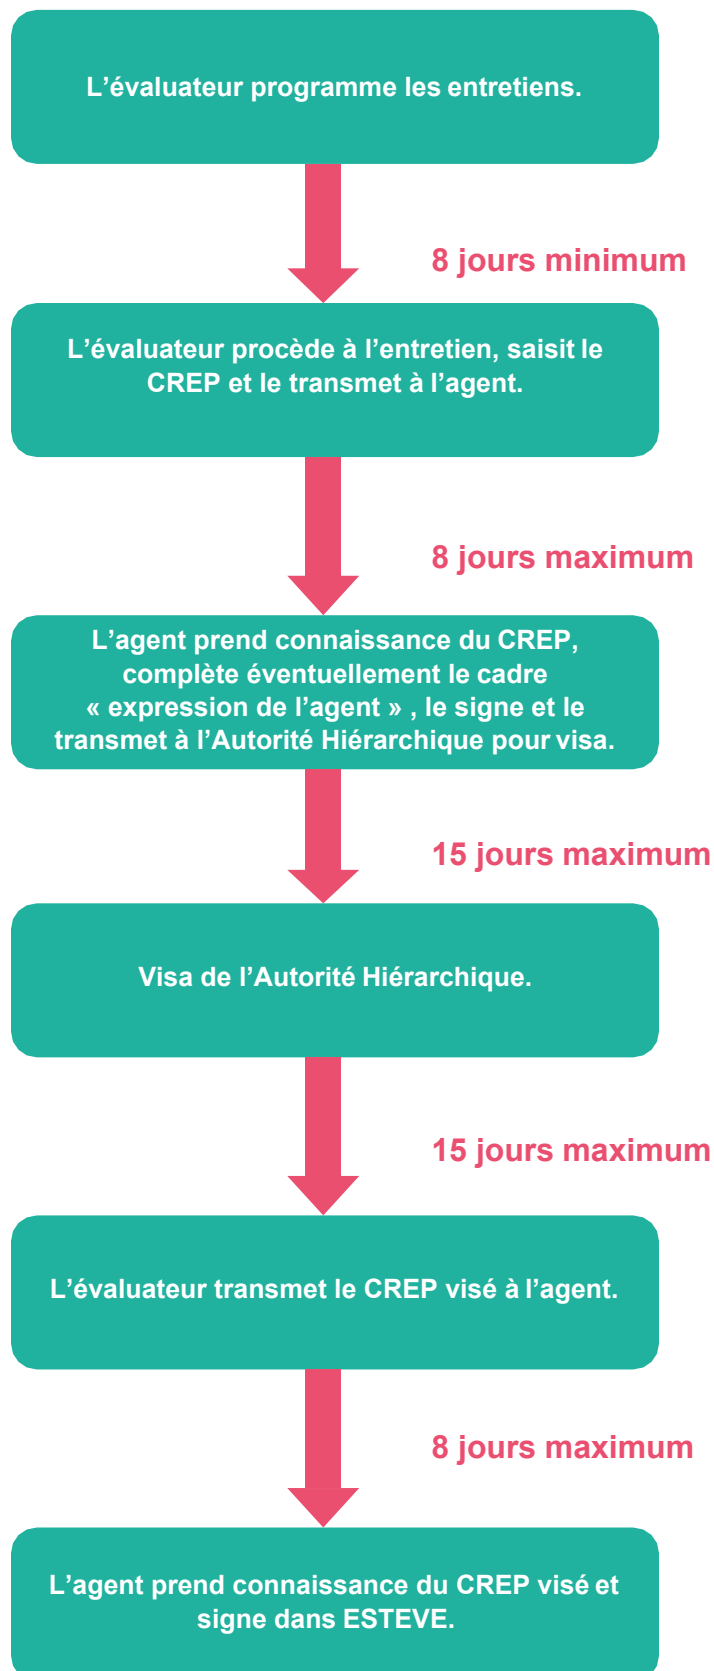 L’évaluateur programme les entretiens.
8 jours minimum
L’évaluateur procède à l’entretien, saisit le
CREP et le transmet à l’agent.
8 jours maximum
L’agent prend connaissance du CREP,
complète éventuellement le cadre
« expression de l’agent » , le signe et le
transmet à l’Autorité Hiérarchique pour visa.
15 jours maximum
Visa de l’Autorité Hiérarchique.
15 jours maximum
L’évaluateur transmet le CREP visé à l’agent.
8 jours maximum
L’agent prend connaissance du CREP visé et
signe dans ESTEVE.